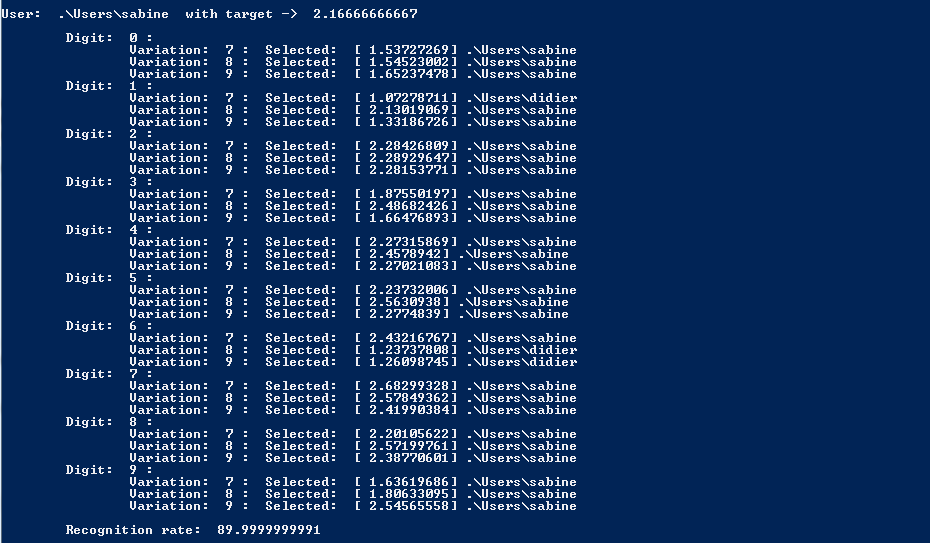 User:  .\Users\sabine  with target ->  2.16666666667
Digit:  0 :
Variation:  7 :  Selected:  [ 1.53727269] .\Users\sabine
Variation:  8 :  Selected:  [ 1.54523002] .\Users\sabine
Variation:  9 :  Selected:  [ 1.65237478] .\Users\sabine
Digit:  1 :
Variation:  7 :  Selected:  [ 1.07278711] .\Users\didier
Variation:  8 :  Selected:  [ 2.13019069] .\Users\sabine
Variation:  9 :  Selected:  [ 1.33186726] .\Users\sabine
Digit:  2 :
Variation:  7 :  Selected:  [ 2.28426809] .\Users\sabine
Variation:  8 :  Selected:  [ 2.28929647] .\Users\sabine
Variation:  9 :  Selected:  [ 2.28153771] .\Users\sabine
Digit:  3 :
Variation:  7 :  Selected:  [ 1.87550197] .\Users\sabine
Variation:  8 :  Selected:  [ 2.48682426] .\Users\sabine
Variation:  9 :  Selected:  [ 1.66476893] .\Users\sabine
Digit:  4 :
Variation:  7 :  Selected:  [ 2.27315869] .\Users\sabine
Variation:  8 :  Selected:  [ 2.4578942] .\Users\sabine
Variation:  9 :  Selected:  [ 2.27021083] .\Users\sabine
Digit:  5 :
Variation:  7 :  Selected:  [ 2.23732006] .\Users\sabine
Variation:  8 :  Selected:  [ 2.5630938] .\Users\sabine
Variation:  9 :  Selected:  [ 2.2774839] .\Users\sabine
Digit:  6 :
Variation:  7 :  Selected:  [ 2.43216767] .\Users\sabine
Variation:  8 :  Selected:  [ 1.23737808] .\Users\didier
Variation:  9 :  Selected:  [ 1.26098745] .\Users\didier
Digit:  7 :
Variation:  7 :  Selected:  [ 2.68299328] .\Users\sabine
Variation:  8 :  Selected:  [ 2.57849362] .\Users\sabine
Variation:  9 :  Selected:  [ 2.41990384] .\Users\sabine
Digit:  8 :
Variation:  7 :  Selected:  [ 2.20105622] .\Users\sabine
Variation:  8 :  Selected:  [ 2.57199761] .\Users\sabine
Variation:  9 :  Selected:  [ 2.38770601] .\Users\sabine
Digit:  9 :
Variation:  7 :  Selected:  [ 1.63619686] .\Users\sabine
Variation:  8 :  Selected:  [ 1.80633095] .\Users\sabine
Variation:  9 :  Selected:  [ 2.54565558] .\Users\sabine
Recognition rate:  89.9999999991